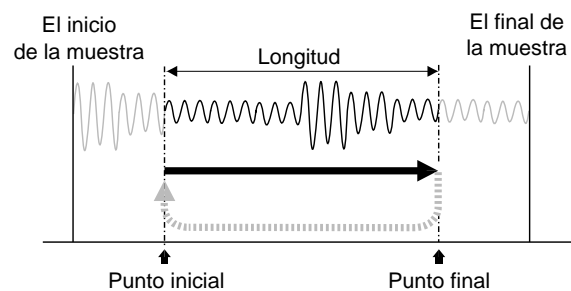 El inicio
de la muestra
El final de
la muestra
Longitud
Punto inicial
Punto final